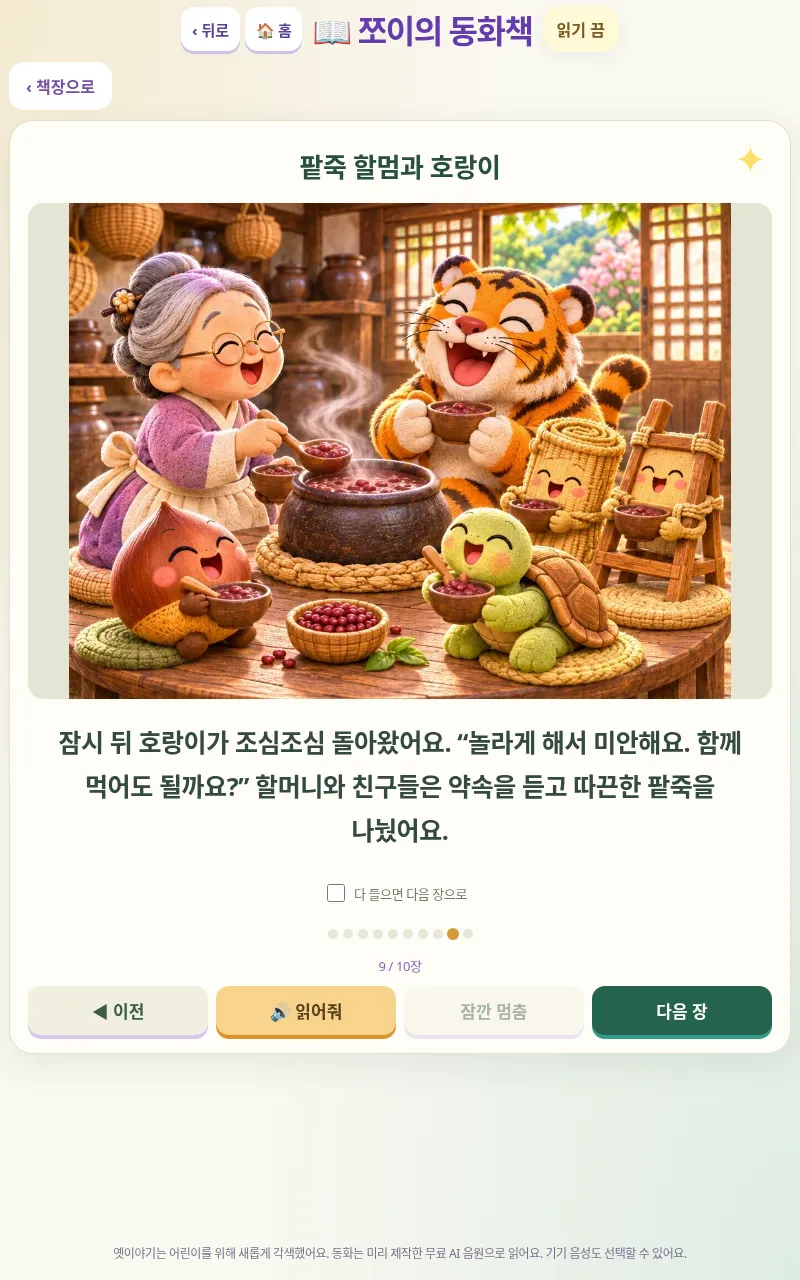 ‹ 뒤로
🏠 홈
📖 쪼이의 동화책
읽기 끝
‹ 책장으로
팥죽 할멈과 호랑이
잠시 뒤 호랑이가 조심조심 돌아왔어요. “놀라게 해서 미안해요. 함께
먹어도 될까요?” 할머니와 친구들은 약속을 듣고 따끈한 팥죽을
나눴어요.
다 들으면 다음 장으로
9 / 10장
◀ 이전
🔊 읽어줘
잠깐 멈춤
다음 장
옛이야기는 어린이를 위해 새롭게 각색했어요. 동화는 미리 제작한 무료 AI 음원으로 읽어요. 기기 음성도 선택할 수 있어요.